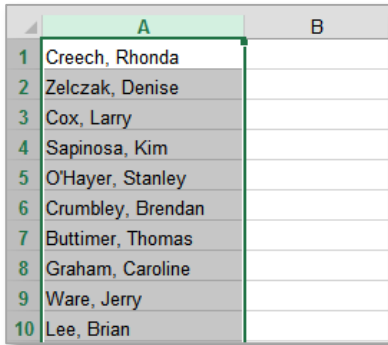 A B
1 Creech, Rhonda
2 Zelczak, Denise
3 Cox, Larry
4 Sapinosa, Kim
5 O'Hayer, Stanley
6 Crumbley, Brendan
7 Buttimer, Thomas
8 Graham, Caroline
9 Ware, Jerry
10 Lee, Brian